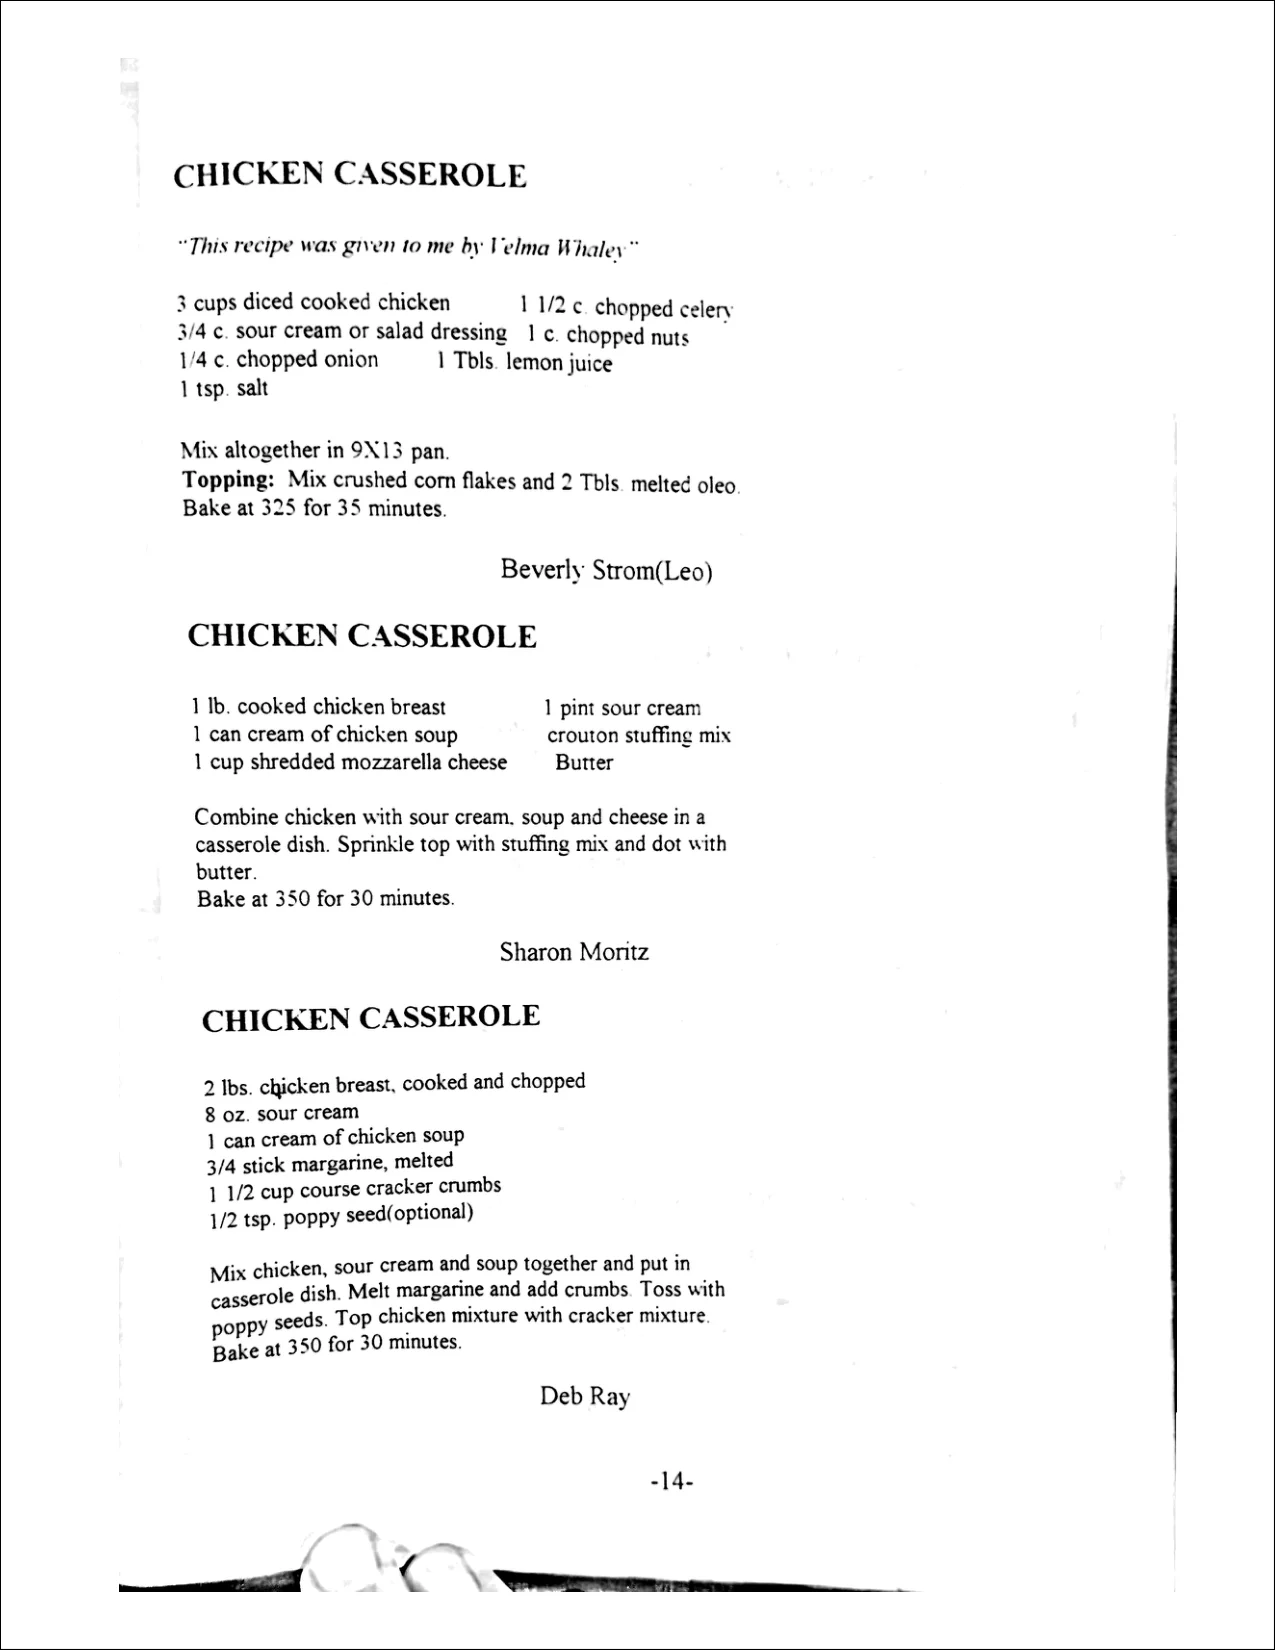 CHICKEN CASSEROLE
"This recipe was given to me by Velma Whaley"
3 cups diced cooked chicken 1 1/2 c. chopped celery
3/4 c. sour cream or salad dressing 1 c. chopped nuts
1/4 c. chopped onion 1 Tbls. lemon juice
1 tsp. salt
Mix altogether in 9X13 pan.
Topping: Mix crushed corn flakes and 2 Tbls. melted oleo.
Bake at 325 for 35 minutes.
Beverly Strom(Leo)
CHICKEN CASSEROLE
1 lb. cooked chicken breast 1 pint sour cream
1 can cream of chicken soup crouton stuffing mix
1 cup shredded mozzarella cheese Butter
Combine chicken with sour cream, soup and cheese in a
casserole dish. Sprinkle top with stuffing mix and dot with
butter.
Bake at 350 for 30 minutes.
Sharon Moritz
CHICKEN CASSEROLE
2 lbs. chicken breast, cooked and chopped
8 oz. sour cream
1 can cream of chicken soup
3/4 stick margarine, melted
1 1/2 cup course cracker crumbs
1/2 tsp. poppy seed(optional)
Mix chicken, sour cream and soup together and put in
casserole dish. Melt margarine and add crumbs. Toss with
poppy seeds. Top chicken mixture with cracker mixture.
Bake at 350 for 30 minutes.
Deb Ray
-14-